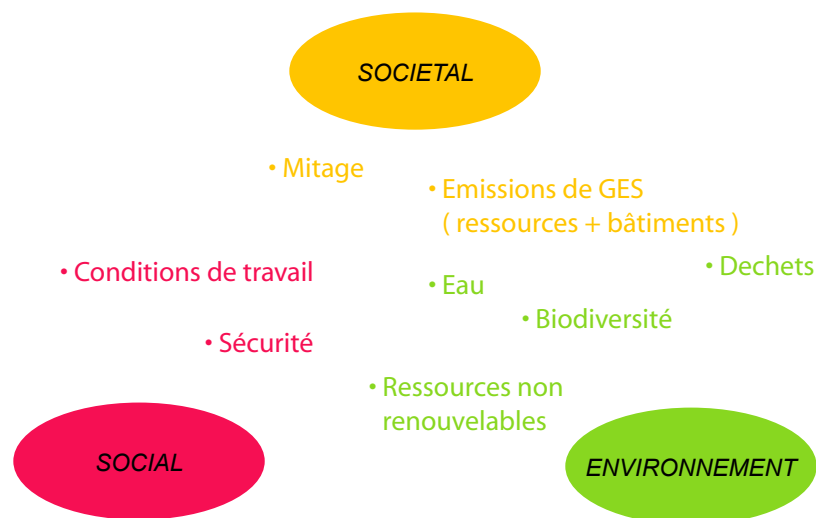 SOCIETAL
• Mitage
• Emissions de GES
( ressources + bâtiments )
• Conditions de travail
• Dechets
• Eau
• Biodiversité
• Sécurité
• Ressources non
renouvelables
SOCIAL
ENVIRONNEMENT